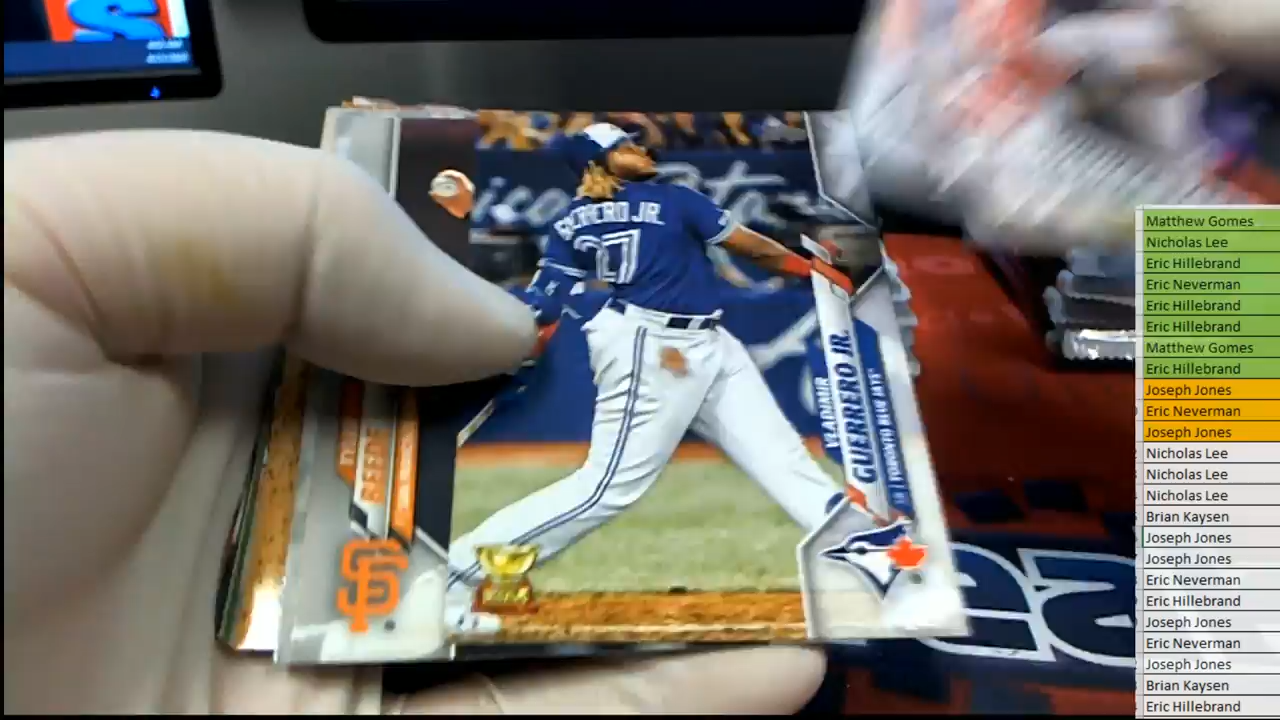 GUERRERO JR.
27
VLADIMIR
GUERRERO JR.
TORONTO BLUE JAYS
SF
Matthew Gomes
Nicholas Lee
Eric Hillebrand
Eric Neverman
Eric Hillebrand
Eric Hillebrand
Matthew Gomes
Eric Hillebrand
Joseph Jones
Eric Neverman
Joseph Jones
Nicholas Lee
Nicholas Lee
Nicholas Lee
Brian Kaysen
Joseph Jones
Joseph Jones
Eric Neverman
Eric Hillebrand
Joseph Jones
Eric Neverman
Joseph Jones
Brian Kaysen
Eric Hillebrand